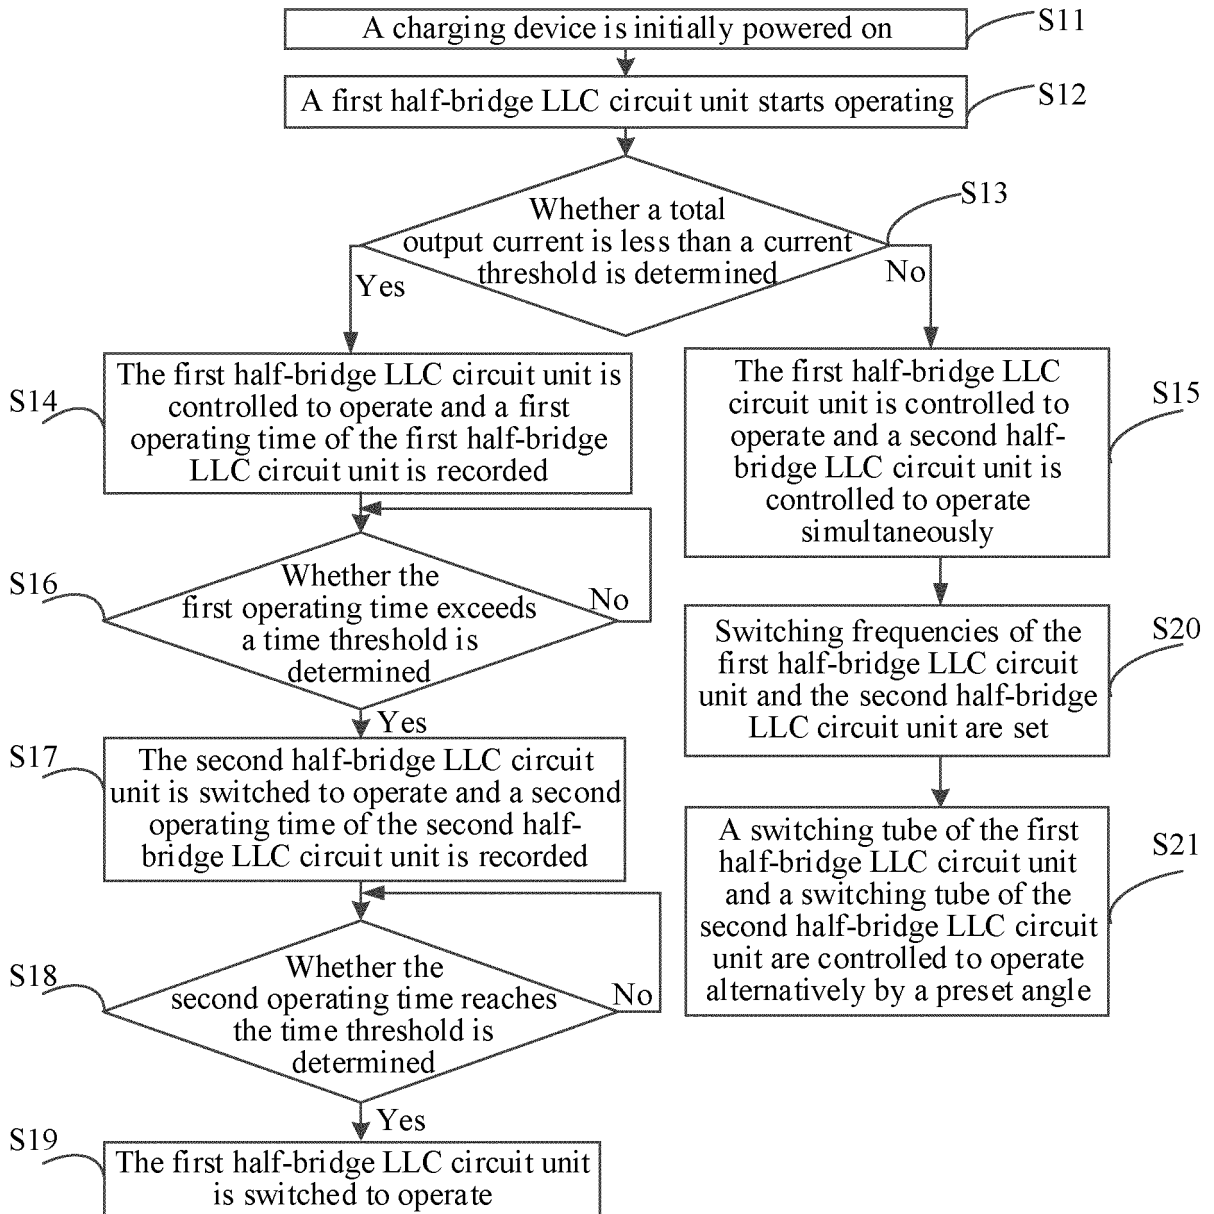 A charging device is initially powered on
S11
A first half-bridge LLC circuit unit starts operating
S12
Whether a total
output current is less than a current
threshold is determined
S13
Yes
No
S14
The first half-bridge LLC circuit unit is
controlled to operate and a first
operating time of the first half-bridge
LLC circuit unit is recorded
The first half-bridge LLC
circuit unit is controlled to
operate and a second half-
bridge LLC circuit unit is
controlled to operate
simultaneously
S15
S16
Whether the
first operating time exceeds
a time threshold is
determined
No
Yes
Switching frequencies of the
first half-bridge LLC circuit
unit and the second half-bridge
LLC circuit unit are set
S20
S17
The second half-bridge LLC circuit
unit is switched to operate and a second
operating time of the second half-
bridge LLC circuit unit is recorded
A switching tube of the first
half-bridge LLC circuit unit
and a switching tube of the
second half-bridge LLC circuit
unit are controlled to operate
alternatively by a preset angle
S21
S18
Whether the
second operating time reaches
the time threshold is
determined
No
Yes
S19
The first half-bridge LLC circuit unit
is switched to operate